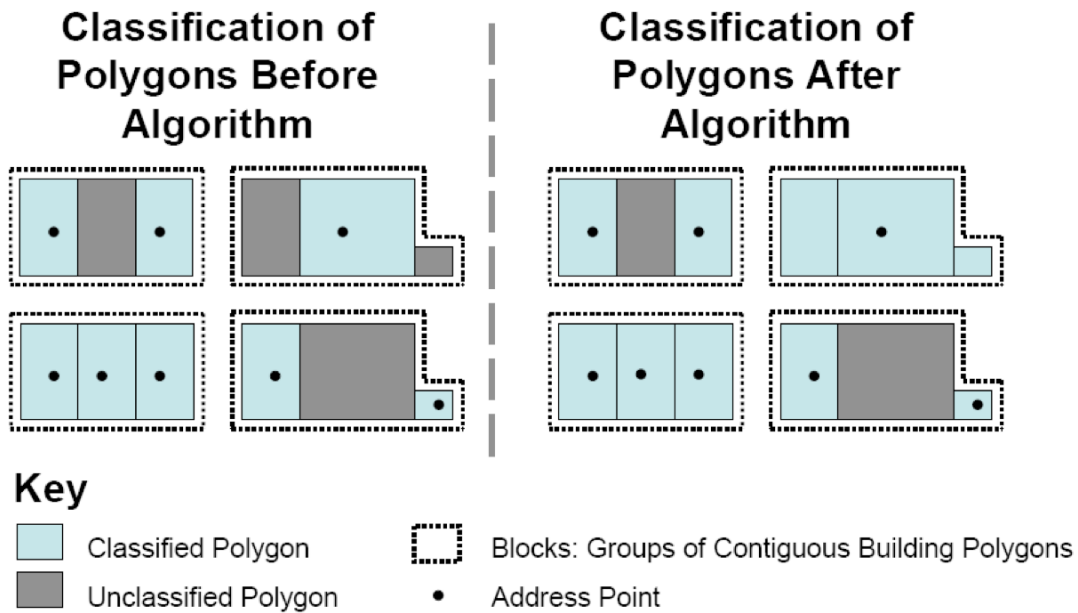 Classification of
Polygons Before
Algorithm
Classification of
Polygons After
Algorithm
Key
Classified Polygon
Unclassified Polygon
Blocks: Groups of Contiguous Building Polygons
Address Point